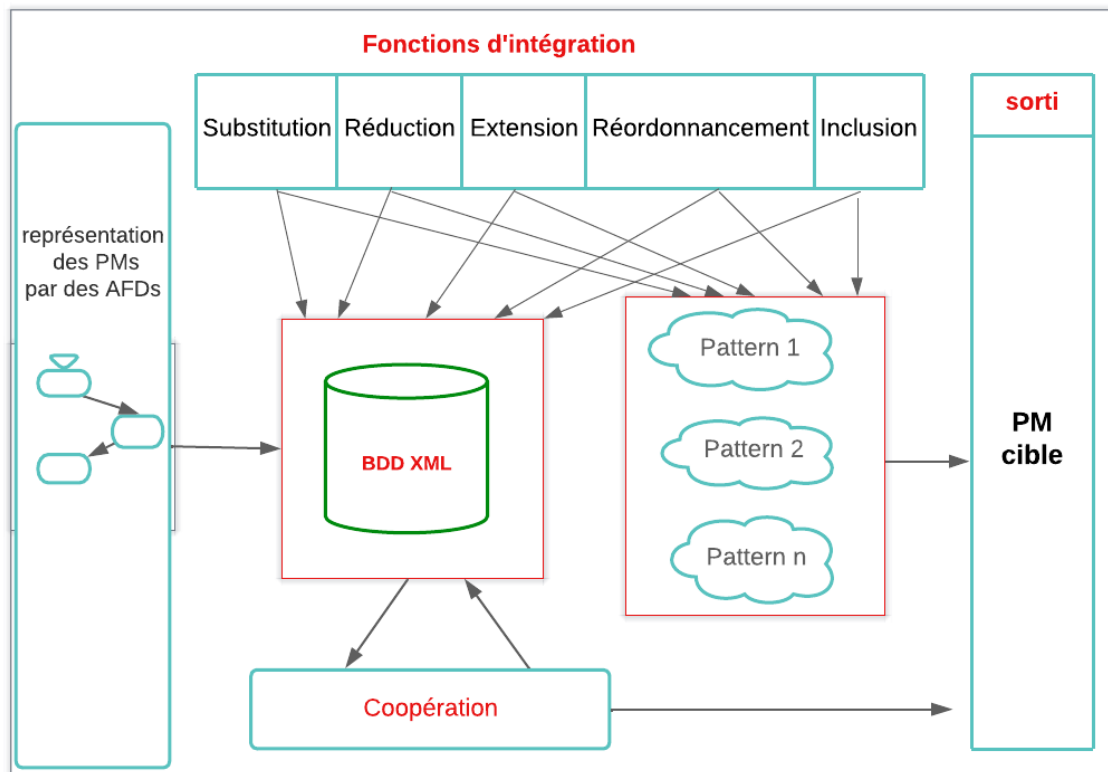 Fonctions d'intégration
Substitution
Réduction
Extension
Réordonnancement
Inclusion
sorti
représentation
des PMs
par des AFDs
BDD XML
Pattern 1
Pattern 2
Pattern n
PM
cible
Coopération